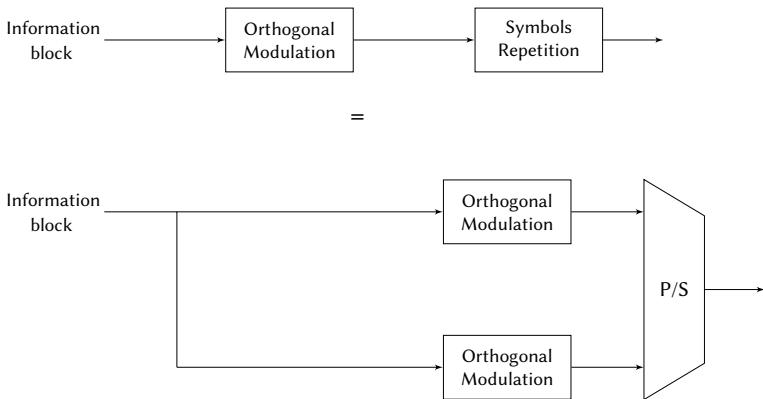 Information
block
Orthogonal
Modulation
Symbols
Repetition
=
Information
block
Orthogonal
Modulation
P/S
Orthogonal
Modulation